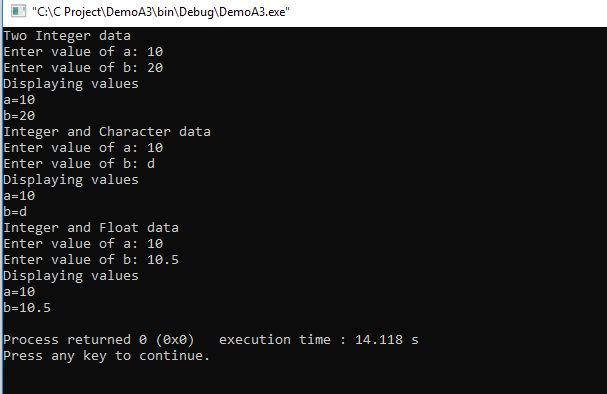 "C:\C Project\DemoA3\bin\Debug\DemoA3.exe"
Two Integer data
Enter value of a: 10
Enter value of b: 20
Displaying values
a=10
b=20
Integer and Character data
Enter value of a: 10
Enter value of b: d
Displaying values
a=10
b=d
Integer and Float data
Enter value of a: 10
Enter value of b: 10.5
Displaying values
a=10
b=10.5
Process returned 0 (0x0)   execution time : 14.118 s
Press any key to continue.